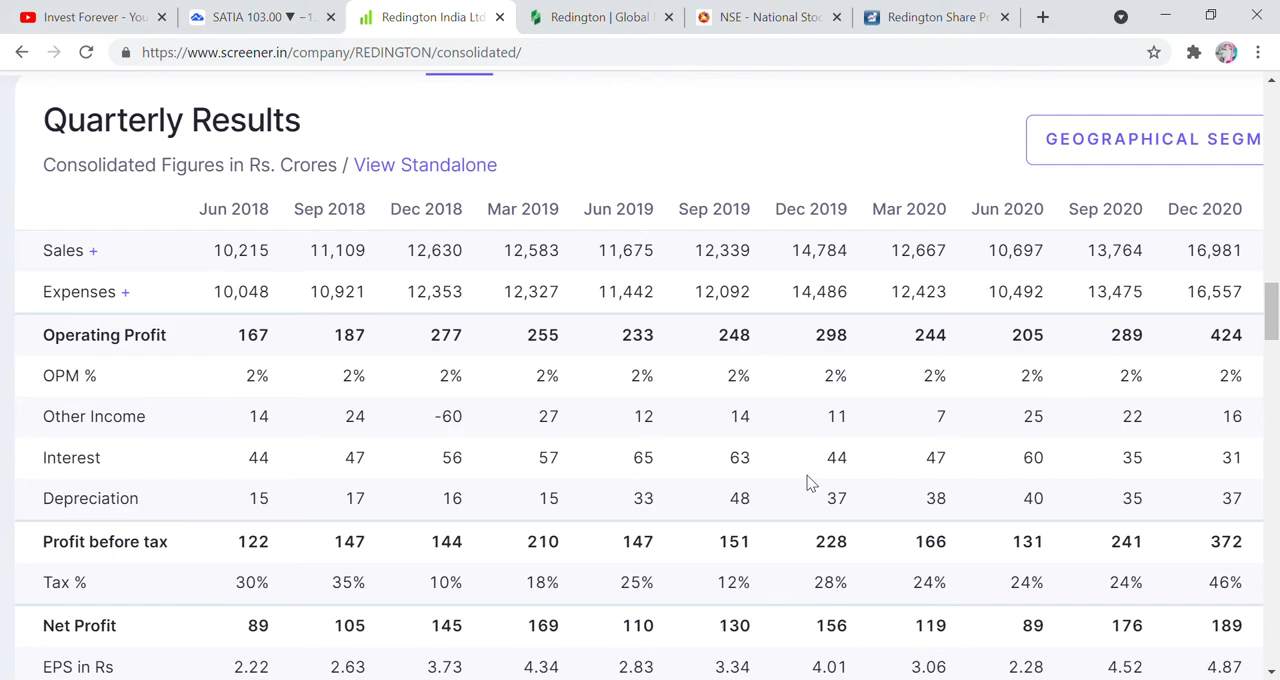 Invest Forever - You
SATIA 103.00 ▼ −1.
Redington India Ltd
Redington | Global
NSE - National Stoc
Redington Share Pr
https://www.screener.in/company/REDINGTON/consolidated/
Quarterly Results
GEOGRAPHICAL SEGM
Consolidated Figures in Rs. Crores / View Standalone
Jun 2018 Sep 2018 Dec 2018 Mar 2019 Jun 2019 Sep 2019 Dec 2019 Mar 2020 Jun 2020 Sep 2020 Dec 2020
Sales + 10,215 11,109 12,630 12,583 11,675 12,339 14,784 12,667 10,697 13,764 16,981
Expenses + 10,048 10,921 12,353 12,327 11,442 12,092 14,486 12,423 10,492 13,475 16,557
Operating Profit 167 187 277 255 233 248 298 244 205 289 424
OPM % 2% 2% 2% 2% 2% 2% 2% 2% 2% 2% 2%
Other Income 14 24 -60 27 12 14 11 7 25 22 16
Interest 44 47 56 57 65 63 44 47 60 35 31
Depreciation 15 17 16 15 33 48 37 38 40 35 37
Profit before tax 122 147 144 210 147 151 228 166 131 241 372
Tax % 30% 35% 10% 18% 25% 12% 28% 24% 24% 24% 46%
Net Profit 89 105 145 169 110 130 156 119 89 176 189
EPS in Rs 2.22 2.63 3.73 4.34 2.83 3.34 4.01 3.06 2.28 4.52 4.87